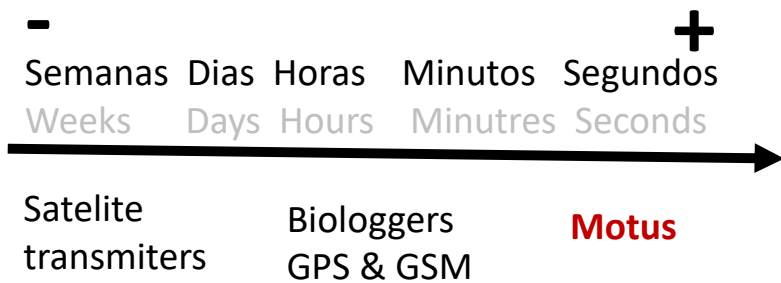 - +
Semanas Dias Horas Minutos Segundos
Weeks Days Hours Minutres Seconds
Satelite
transmiters
Biologgers
GPS & GSM
Motus